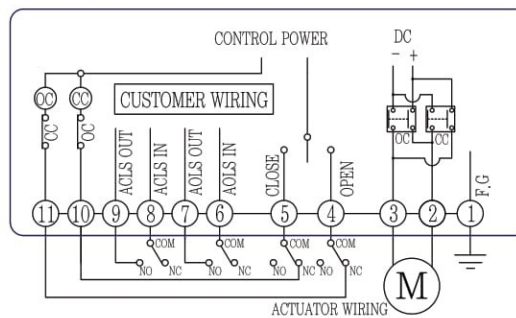 CONTROL POWER
DC
- +
OC CC
CUSTOMER WIRING
CC OC
OC CC
ACLS OUT
ACLS IN
AOLS OUT
AOLS IN
CLOSE
OPEN
F.G
11 10 9 8 7 6 5 4 3 2 1
COM COM COM COM
NO NC NO NC NO NC NO NC
M
ACTUATOR WIRING